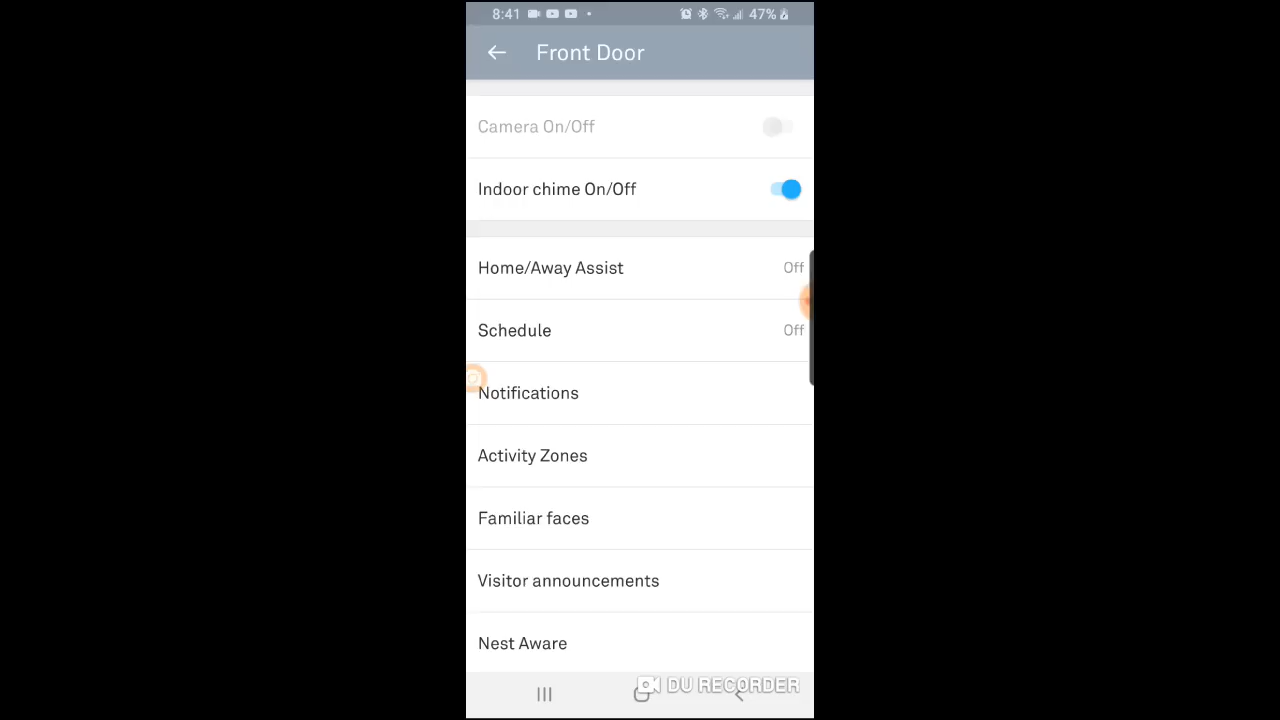 8:41 47%
Front Door
Camera On/Off
Indoor chime On/Off
Home/Away Assist Off
Schedule Off
Notifications
Activity Zones
Familiar faces
Visitor announcements
Nest Aware
DU RECORDER